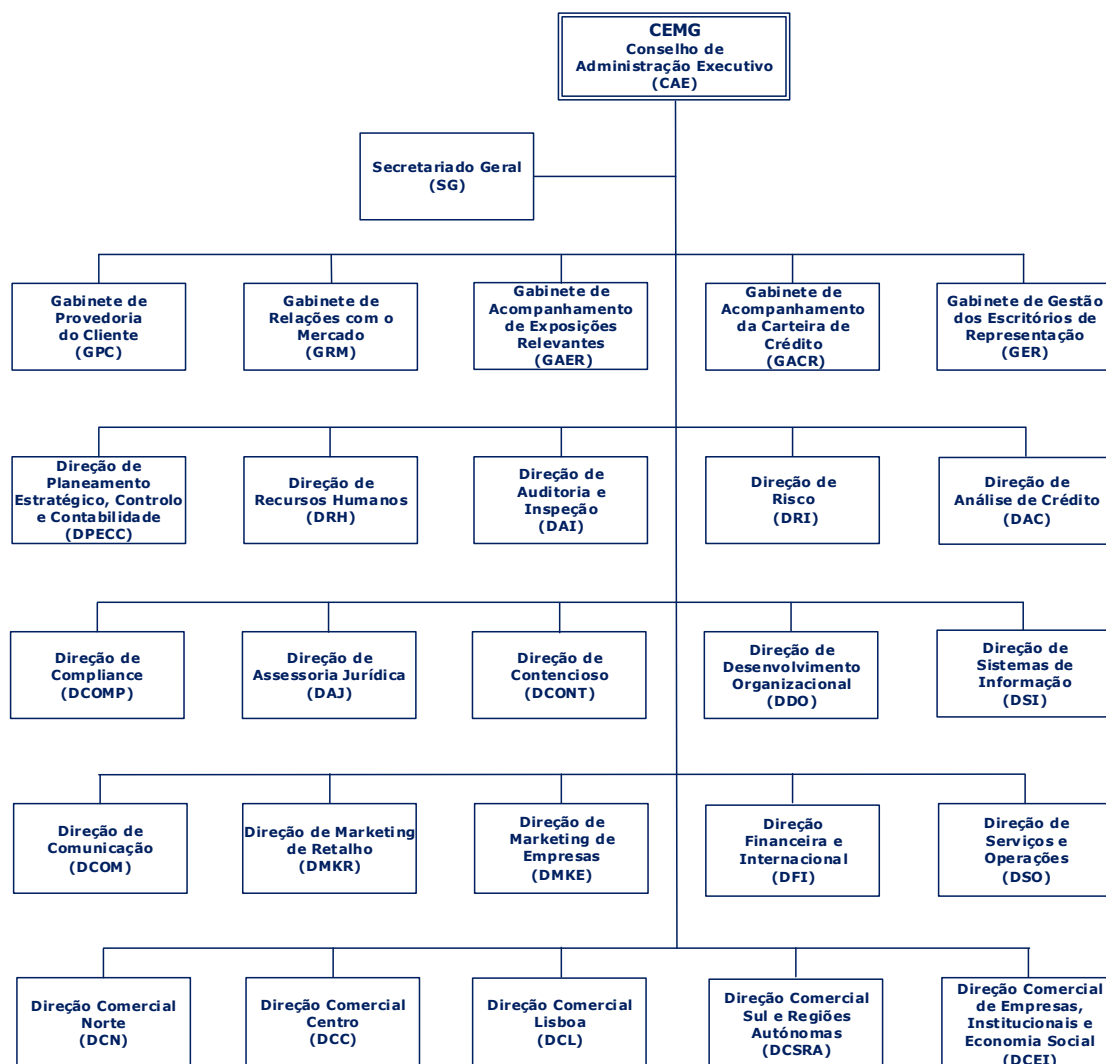 CEMG
Conselho de
Administração Executivo
(CAE)
Secretariado Geral
(SG)
Gabinete de
Provedoria
do Cliente
(GPC)
Gabinete de
Relações com o
Mercado
(GRM)
Gabinete de
Acompanhamento
de Exposições
Relevantes
(GAER)
Gabinete de
Acompanhamento
da Carteira de
Crédito
(GACR)
Gabinete de Gestão
dos Escritórios de
Representação
(GER)
Direção de
Planeamento
Estratégico, Controlo
e Contabilidade
(DPECC)
Direção de
Recursos Humanos
(DRH)
Direção de
Auditoria e
Inspeção
(DAI)
Direção de
Risco
(DRI)
Direção de
Análise de Crédito
(DAC)
Direção de
Compliance
(DCOMP)
Direção de
Assessoria Jurídica
(DAJ)
Direção de
Contencioso
(DCONT)
Direção de
Desenvolvimento
Organizacional
(DDO)
Direção de
Sistemas de
Informação
(DSI)
Direção de
Comunicação
(DCOM)
Direção de Marketing
de Retalho
(DMKR)
Direção de
Marketing de
Empresas
(DMKE)
Direção
Financeira e
Internacional
(DFI)
Direção de
Serviços e
Operações
(DSO)
Direção Comercial
Norte
(DCN)
Direção Comercial
Centro
(DCC)
Direção Comercial
Lisboa
(DCL)
Direção Comercial
Sul e Regiões
Autónomas
(DCSRA)
Direção Comercial
de Empresas,
Institucionais e
Economia Social
(DCEI)